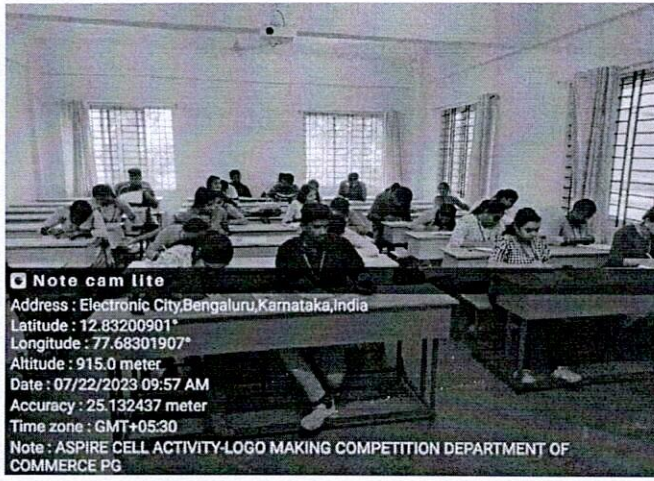 Note cam lite
Address : Electronic City,Bengaluru,Karnataka,India
Latitude : 12.83200901°
Longitude : 77.68301907°
Altitude : 915.0 meter
Date : 07/22/2023 09:57 AM
Accuracy : 25.132437 meter
Time zone : GMT+05:30
Note : ASPIRE CELL ACTIVITY-LOGO MAKING COMPETITION DEPARTMENT OF
COMMERCE PG